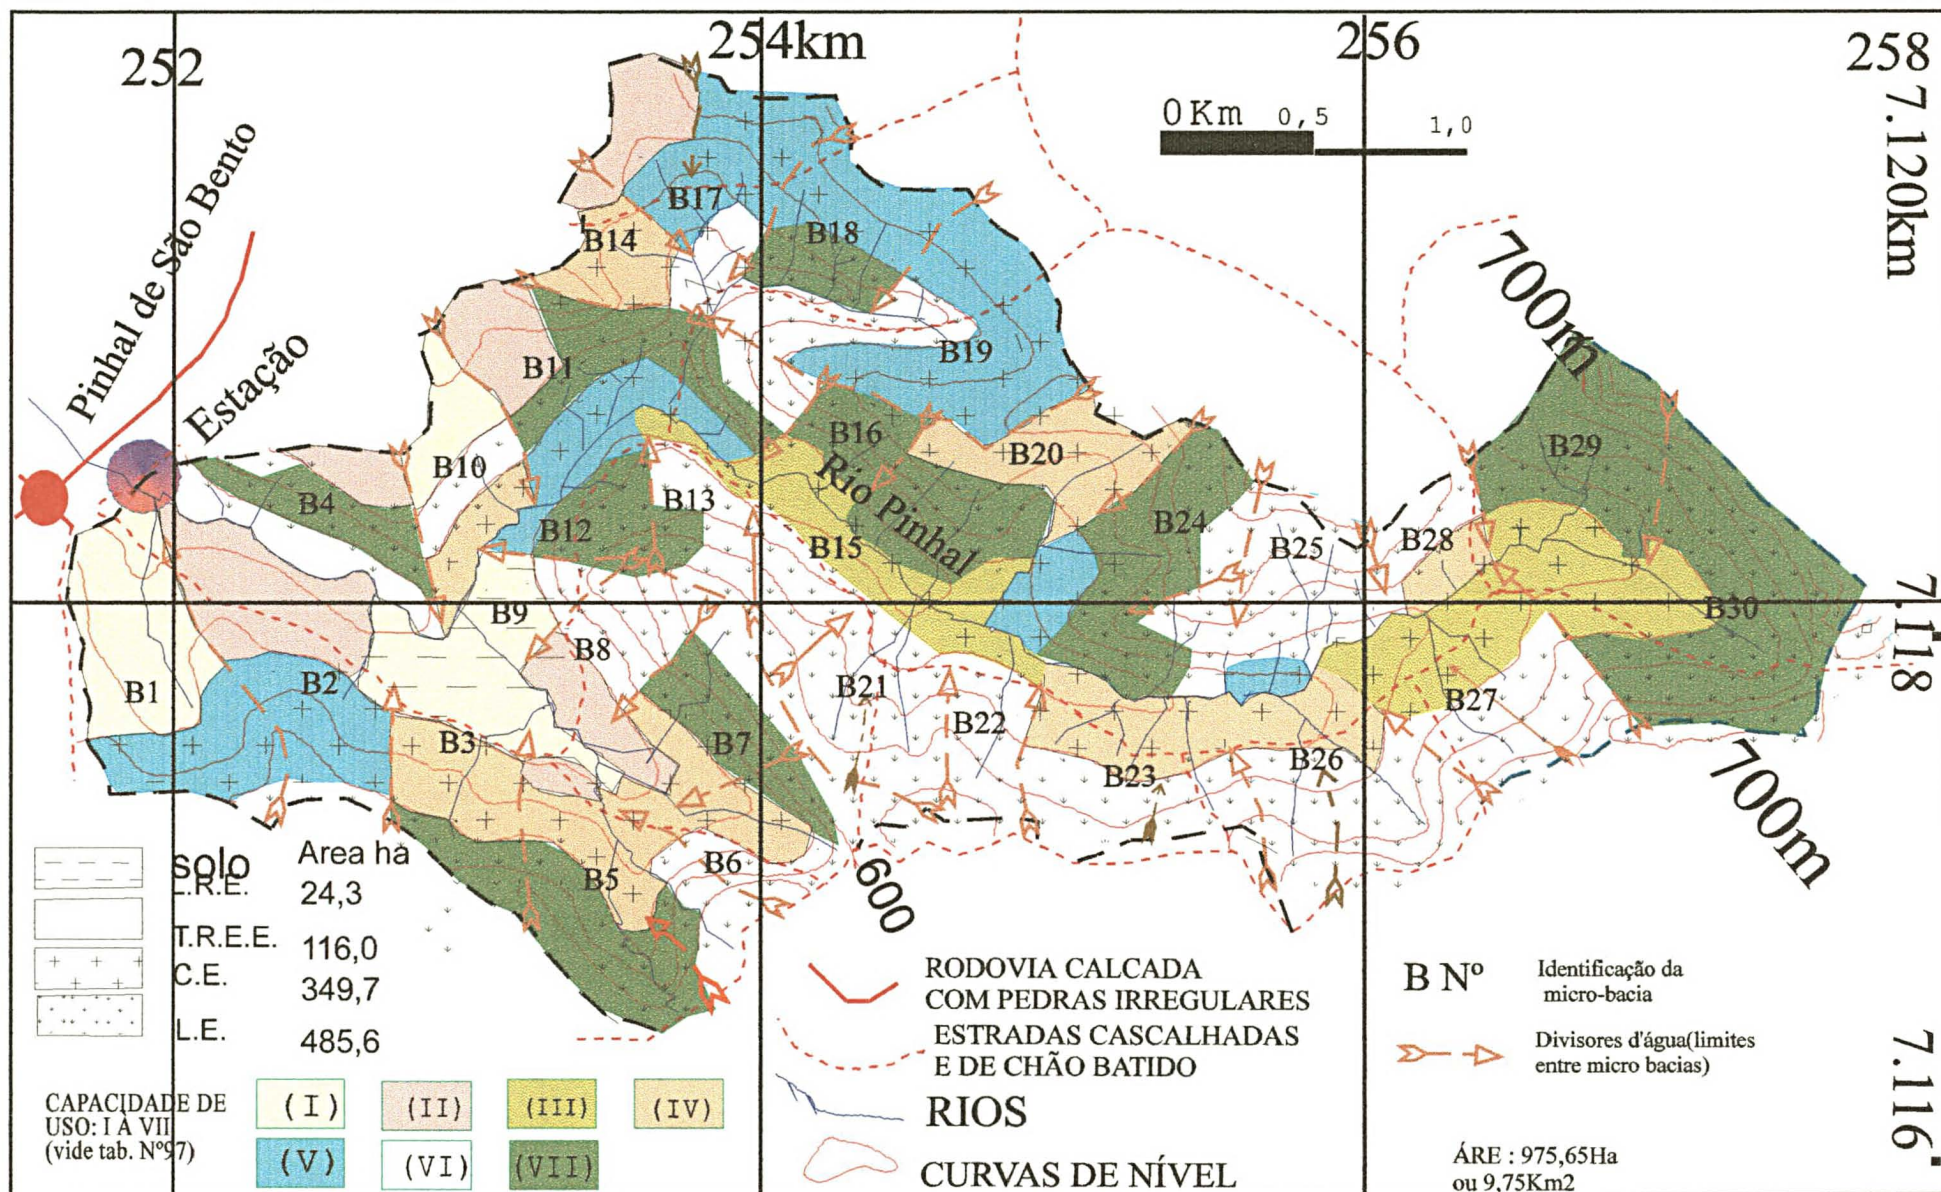 252
254km
256
258
7.120km
7.118
7.116
0Km 0,5 1,0
Pinhal de São Bento
Estação
700m
Rio Pinhal
600
700m
B17
B14
B18
B11
B19
B10
B4
B16
B20
B29
B12
B13
B15
B24
B25
B28
B9
B30
B8
B1
B2
B21
B22
B27
B3
B7
B23
B26
B5
B6
solo Area ha
L.R.E. 24,3
T.R.E.E. 116,0
C.E. 349,7
L.E. 485,6
CAPACIDADE DE
USO: I À VII
(vide tab. Nº97)
(I) (II) (III) (IV)
(V) (VI) (VII)
RODOVIA CALCADA
COM PEDRAS IRREGULARES
ESTRADAS CASCALHADAS
E DE CHÃO BATIDO
RIOS
CURVAS DE NÍVEL
B Nº Identificação da
micro-bacia
Divisores d'água(limites
entre micro bacias)
ÁRE : 975,65Ha
ou 9,75Km2